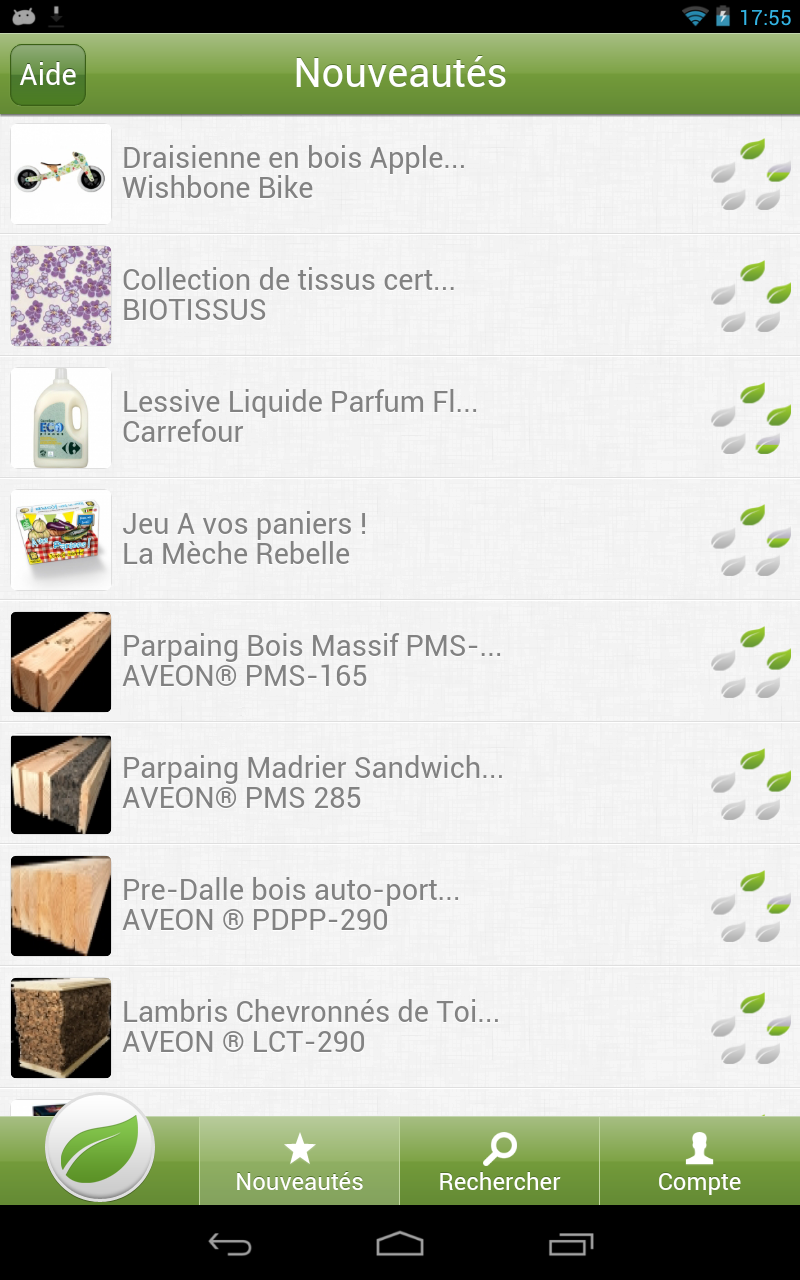 17:55
Aide
Nouveautés
Draisienne en bois Apple...
Wishbone Bike
Collection de tissus cert...
BIOTISSUS
Lessive Liquide Parfum Fl...
Carrefour
ECO
Jeu A vos paniers !
La Mèche Rebelle
Parpaing Bois Massif PMS-...
AVEON® PMS-165
Parpaing Madrier Sandwich...
AVEON® PMS 285
Pre-Dalle bois auto-port...
AVEON ® PDPP-290
Lambris Chevronnés de Toi...
AVEON ® LCT-290
Nouveautés
Rechercher
Compte